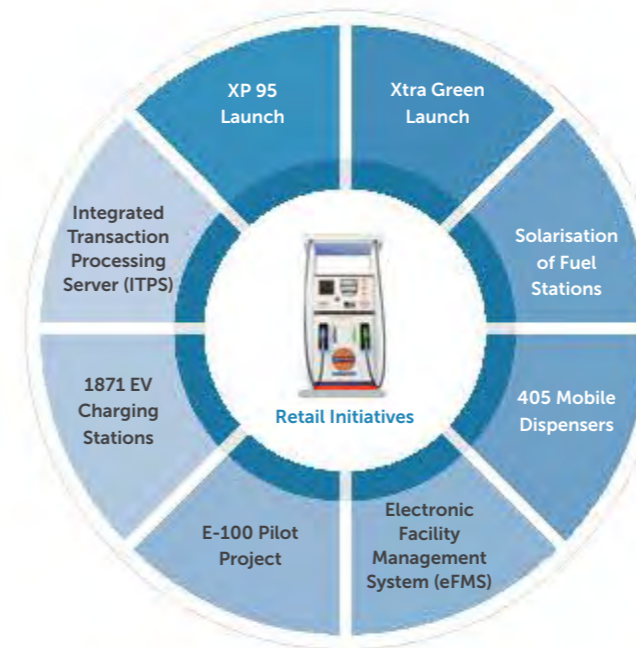 XP 95
Launch
Xtra Green
Launch
Solarisation
of Fuel
Stations
405 Mobile
Dispensers
Electronic
Facility
Management
System (eFMS)
E-100 Pilot
Project
1871 EV
Charging
Stations
Integrated
Transaction
Processing
Server (ITPS)
Retail Initiatives